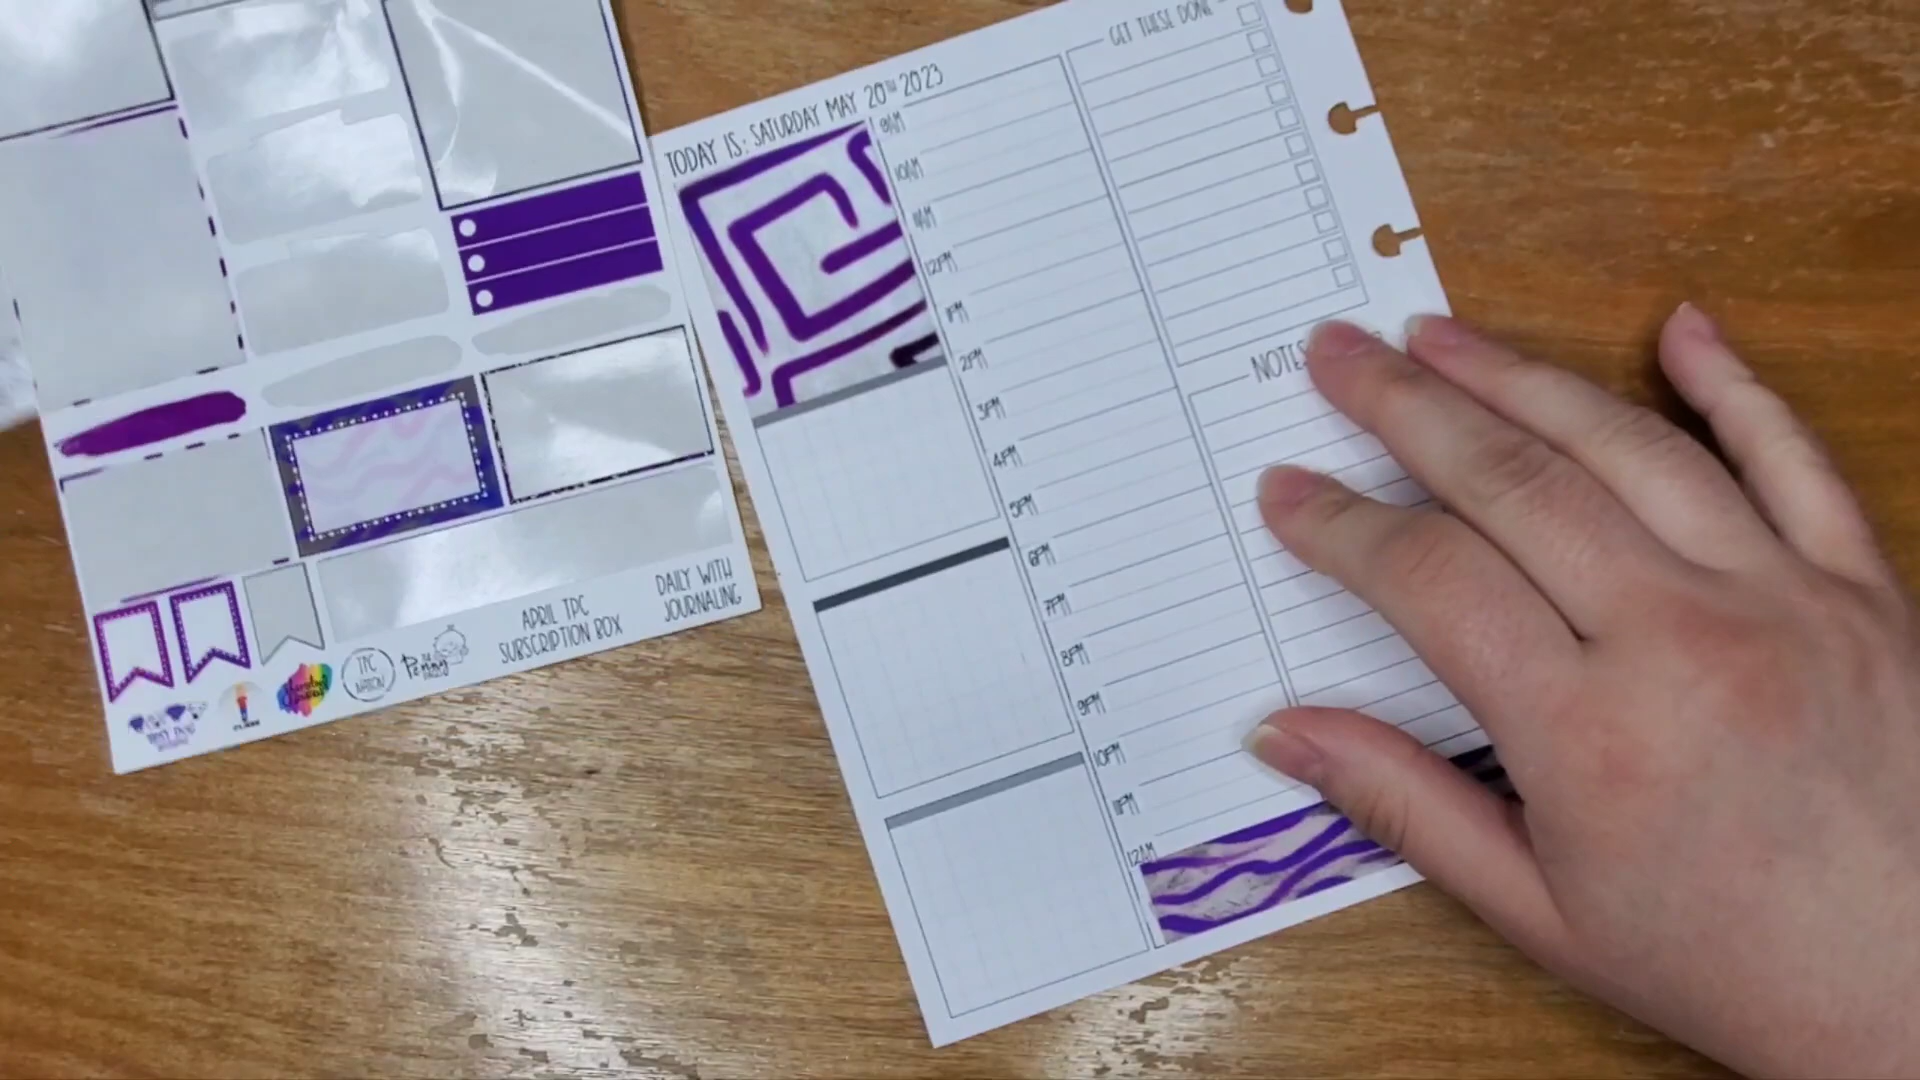 TODAY IS: SATURDAY MAY 20TH 2023
9AM
10AM
11AM
12PM
1PM
2PM
3PM
4PM
5PM
6PM
7PM
8PM
9PM
10PM
11PM
12AM
GET THESE DONE
NOTES
APRIL TPC
SUBSCRIPTION BOX
DAILY WITH
JOURNALING
TPC
NATION